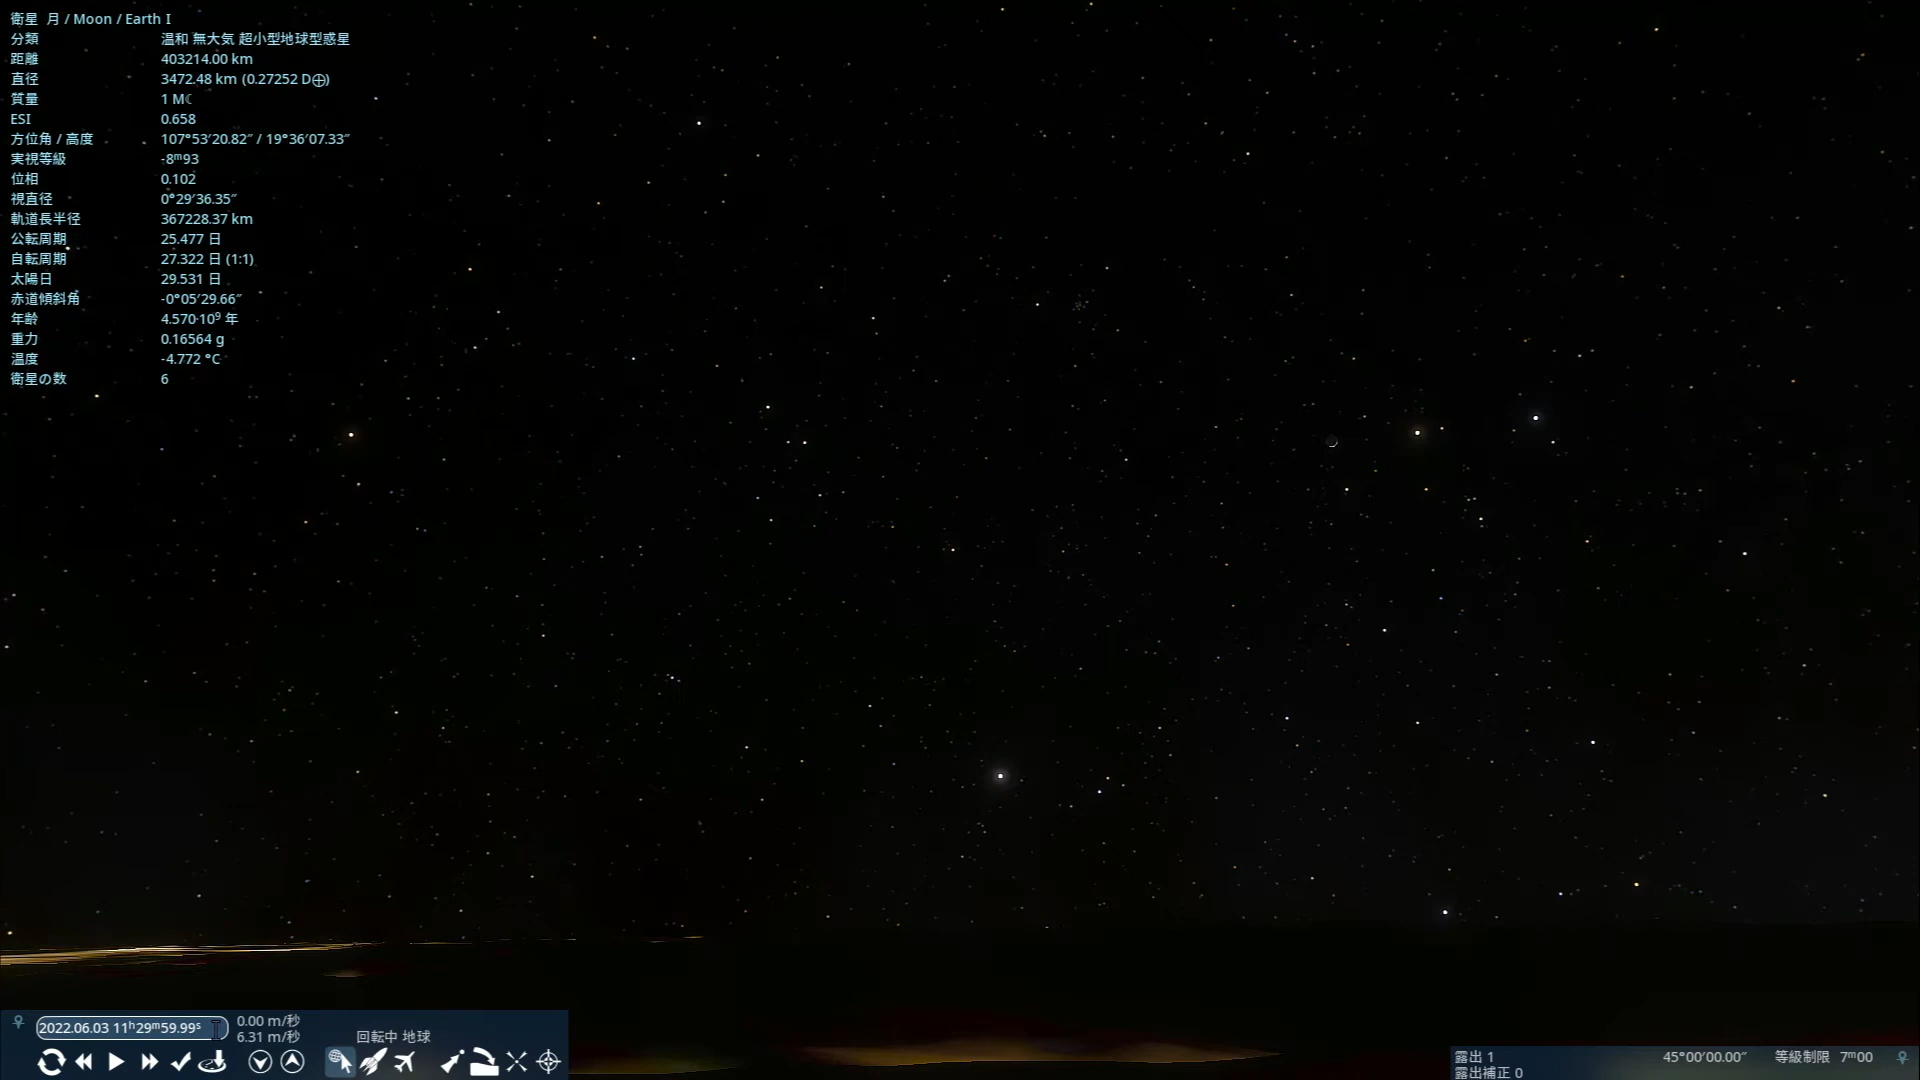 衛星 月 / Moon / Earth I
分類 温和 無大気 超小型地球型惑星
距離 403214.00 km
直径 3472.48 km (0.27252 D⊕)
質量 1 M☾
ESI 0.658
方位角 / 高度 107°53′20.82″ / 19°36′07.33″
実視等級 -8ᵐ93
位相 0.102
視直径 0°29′36.35″
軌道長半径 367228.37 km
公転周期 25.477 日
自転周期 27.322 日 (1:1)
太陽日 29.531 日
赤道傾斜角 -0°05′29.66″
年齢 4.570·10⁹ 年
重力 0.16564 g
温度 -4.772 °C
衛星の数 6
2022.06.03 11ʰ29ᵐ59.99ˢ
0.00 m/秒
6.31 m/秒
回転中 地球
露出 1
45°00′00.00″
等級制限 7ᵐ00
露出補正 0